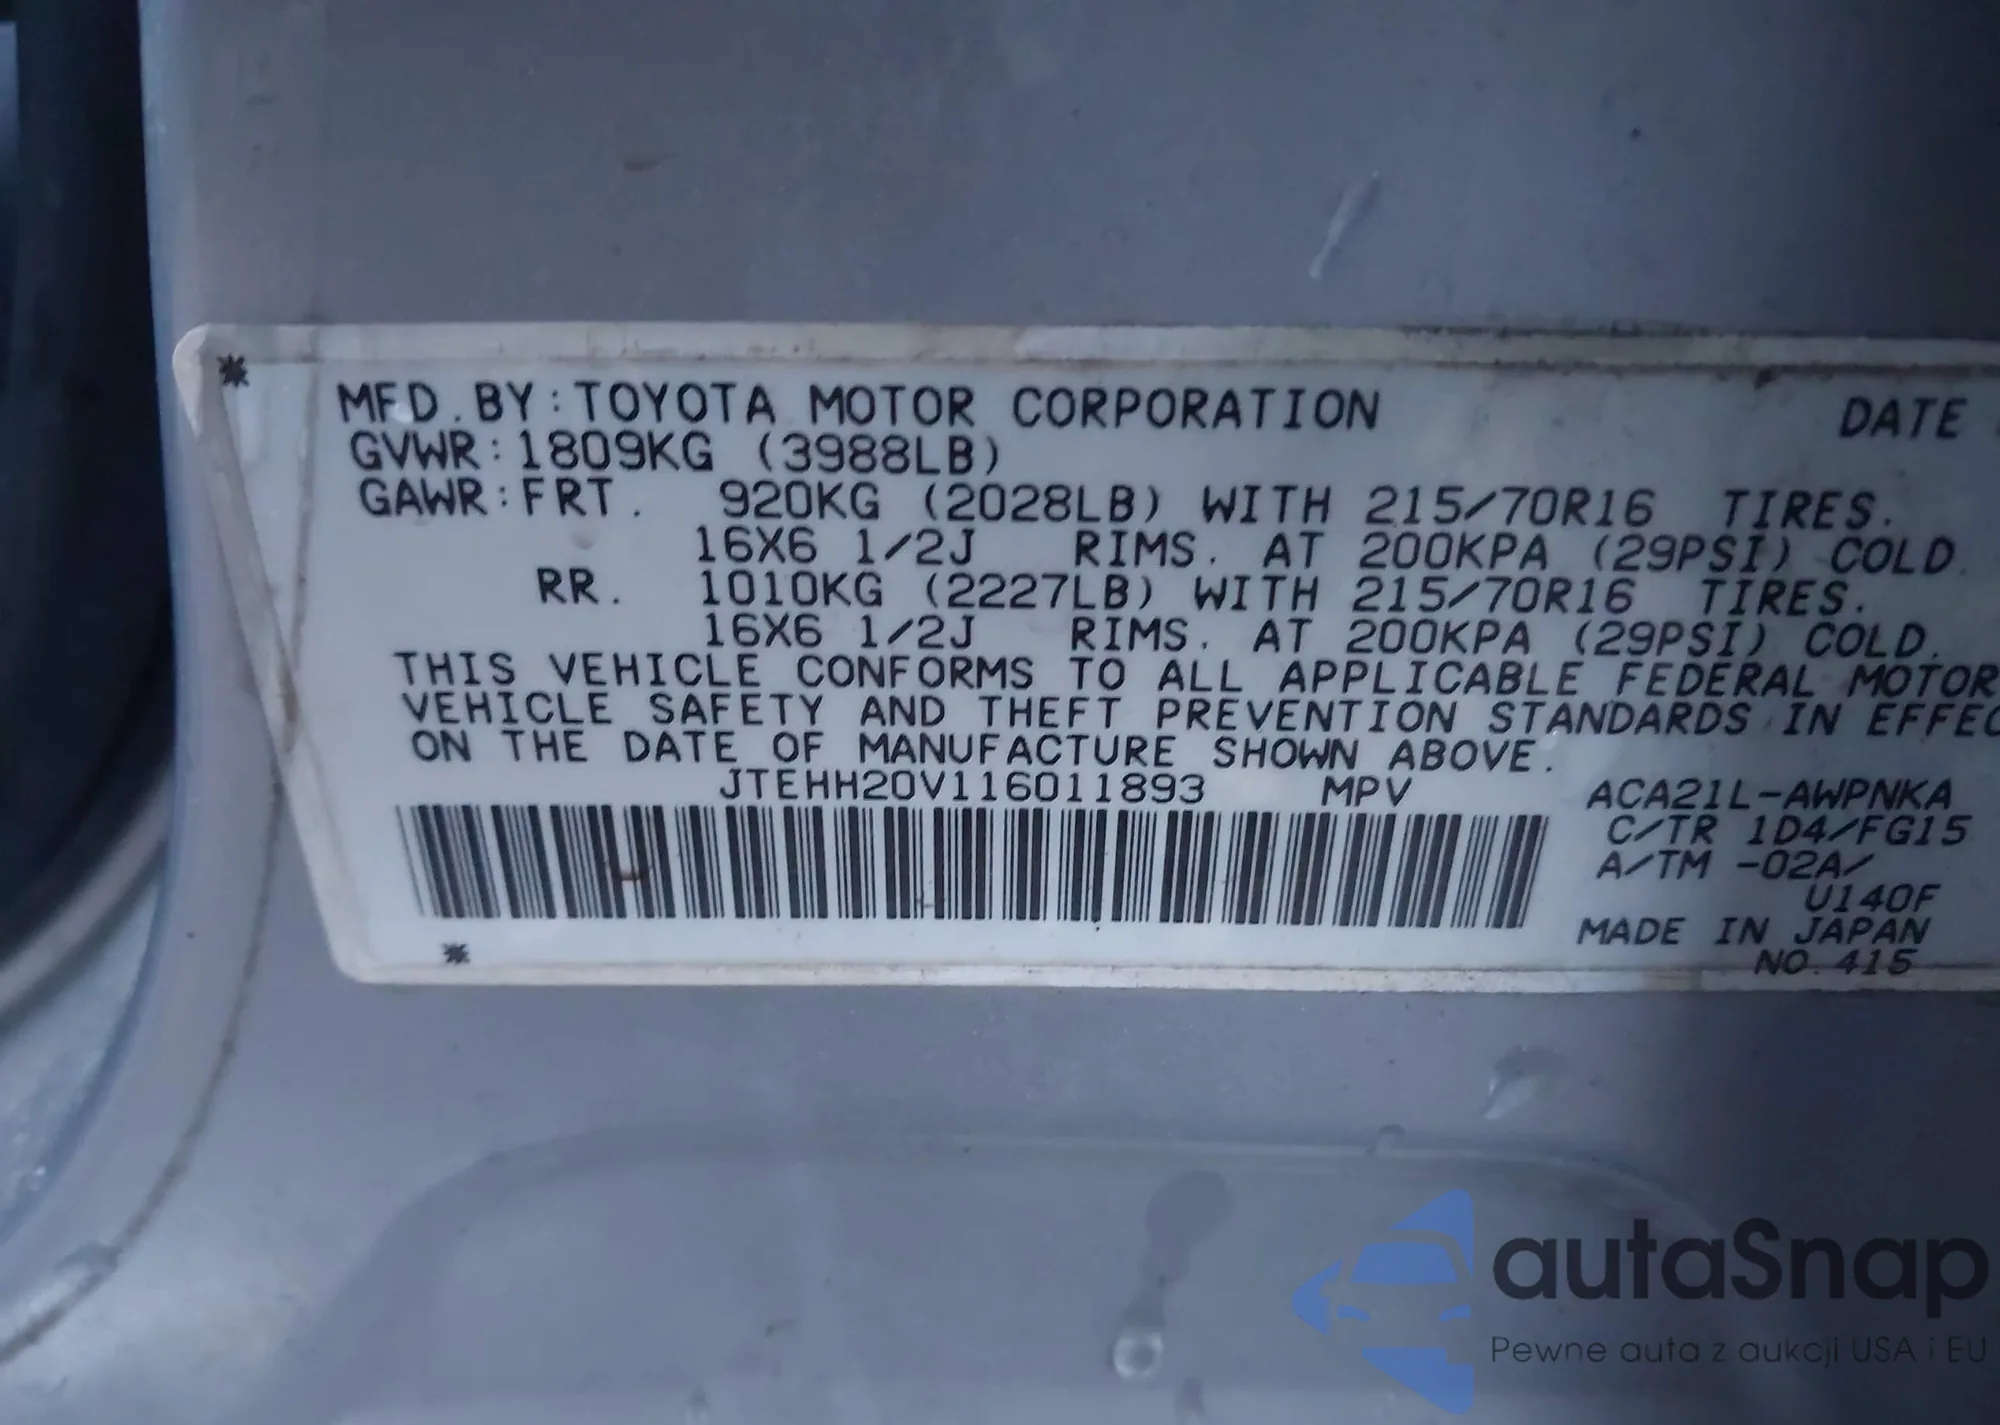 MFD. BY: TOYOTA MOTOR CORPORATION DATE
GVWR: 1809KG (3988LB)
GAWR: FRT. 920KG (2028LB) WITH 215/70R16 TIRES.
16X6 1/2J RIMS. AT 200KPA (29PSI) COLD.
RR. 1010KG (2227LB) WITH 215/70R16 TIRES.
16X6 1/2J RIMS. AT 200KPA (29PSI) COLD.
THIS VEHICLE CONFORMS TO ALL APPLICABLE FEDERAL MOTOR
VEHICLE SAFETY AND THEFT PREVENTION STANDARDS IN EFFEC
ON THE DATE OF MANUFACTURE SHOWN ABOVE.
JTEHH20V116011893 MPV ACA21L-AWPNKA
C/TR 1D4/FG15
A/TM -02A/
U140F
MADE IN JAPAN
NO.415
autaSnap
Pewne auta z aukcji USA i EU